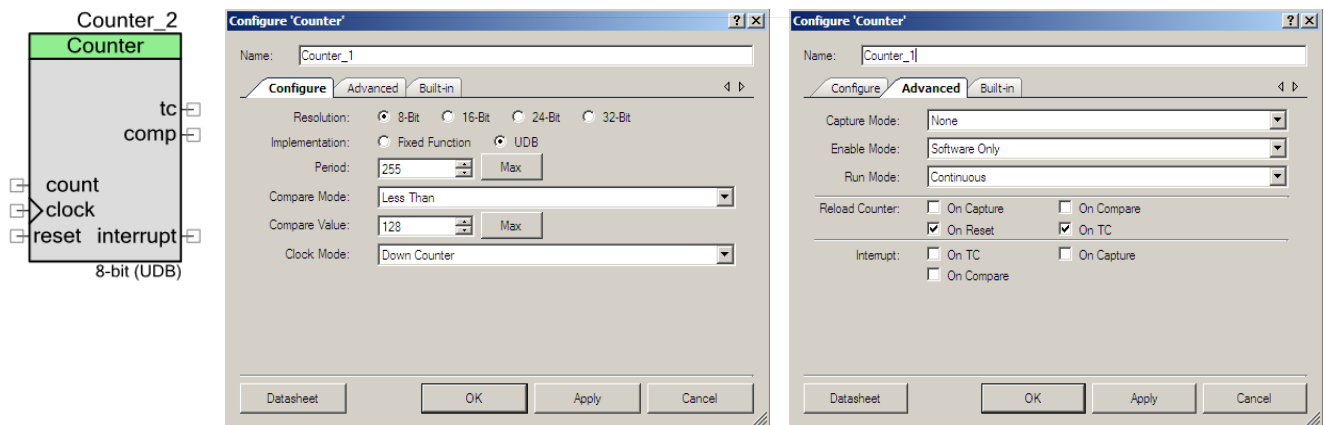 Counter_2
Counter
tc
comp
count
clock
reset interrupt
8-bit (UDB)
Configure 'Counter'
Name: Counter_1
Configure Advanced Built-in
Resolution: 8-Bit 16-Bit 24-Bit 32-Bit
Implementation: Fixed Function UDB
Period: 255 Max
Compare Mode: Less Than
Compare Value: 128 Max
Clock Mode: Down Counter
Datasheet OK Apply Cancel
Configure 'Counter'
Name: Counter_1
Configure Advanced Built-in
Capture Mode: None
Enable Mode: Software Only
Run Mode: Continuous
Reload Counter: On Capture On Compare
On Reset On TC
Interrupt: On TC On Capture
On Compare
Datasheet OK Apply Cancel